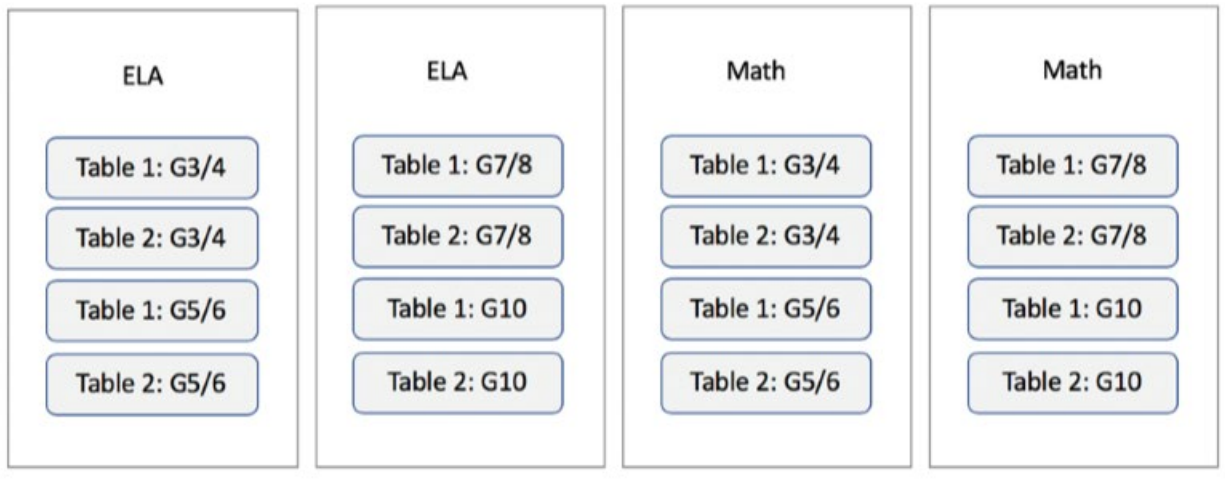 ELA
Table 1: G3/4
Table 2: G3/4
Table 1: G5/6
Table 2: G5/6
ELA
Table 1: G7/8
Table 2: G7/8
Table 1: G10
Table 2: G10
Math
Table 1: G3/4
Table 2: G3/4
Table 1: G5/6
Table 2: G5/6
Math
Table 1: G7/8
Table 2: G7/8
Table 1: G10
Table 2: G10